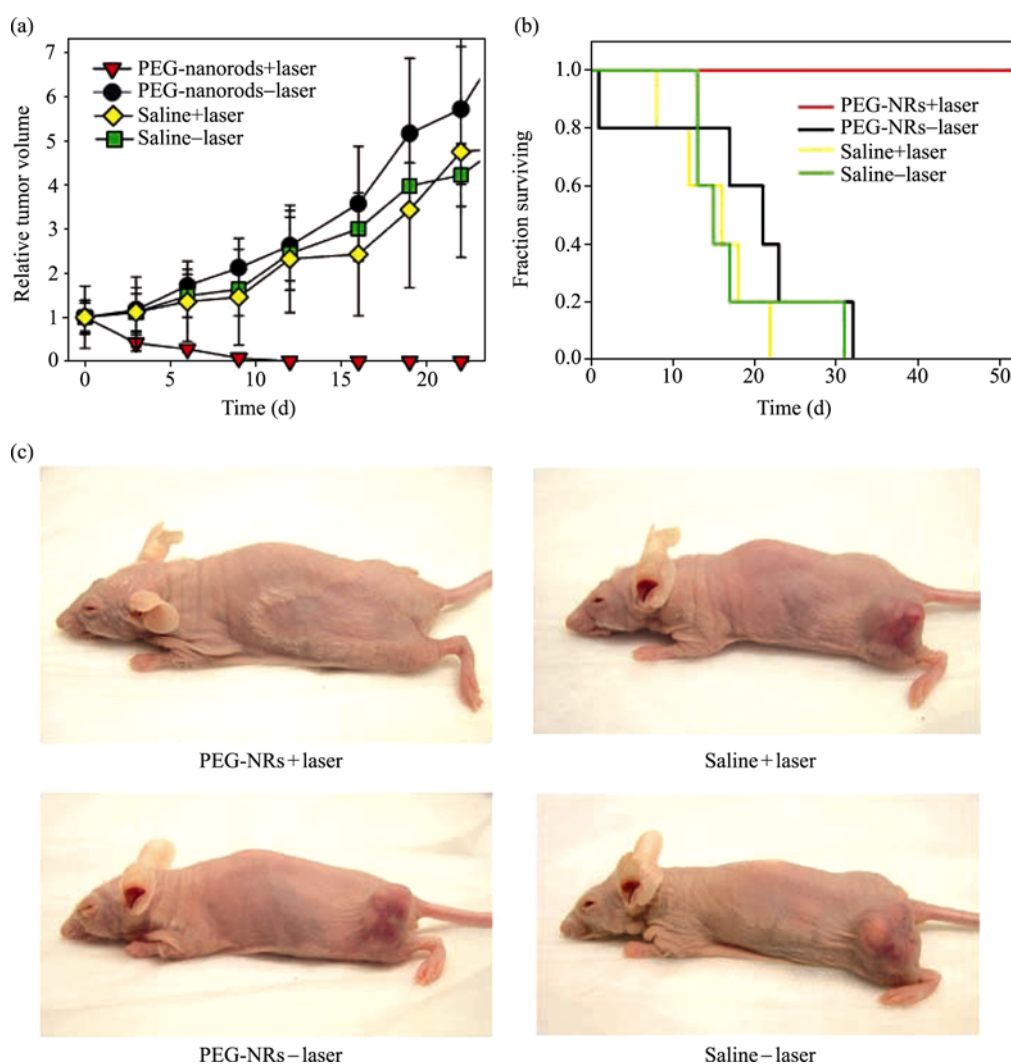 (a)
7
6
5
4
3
2
1
0
Relative tumor volume
PEG-nanorods+laser
PEG-nanorods−laser
Saline+laser
Saline−laser
0 5 10 15 20
Time (d)
(b)
1.0
0.8
0.6
0.4
0.2
0.0
Fraction surviving
PEG-NRs+laser
PEG-NRs−laser
Saline+laser
Saline−laser
0 10 20 30 40 50
Time (d)
(c)
PEG-NRs+laser
Saline+laser
PEG-NRs−laser
Saline−laser